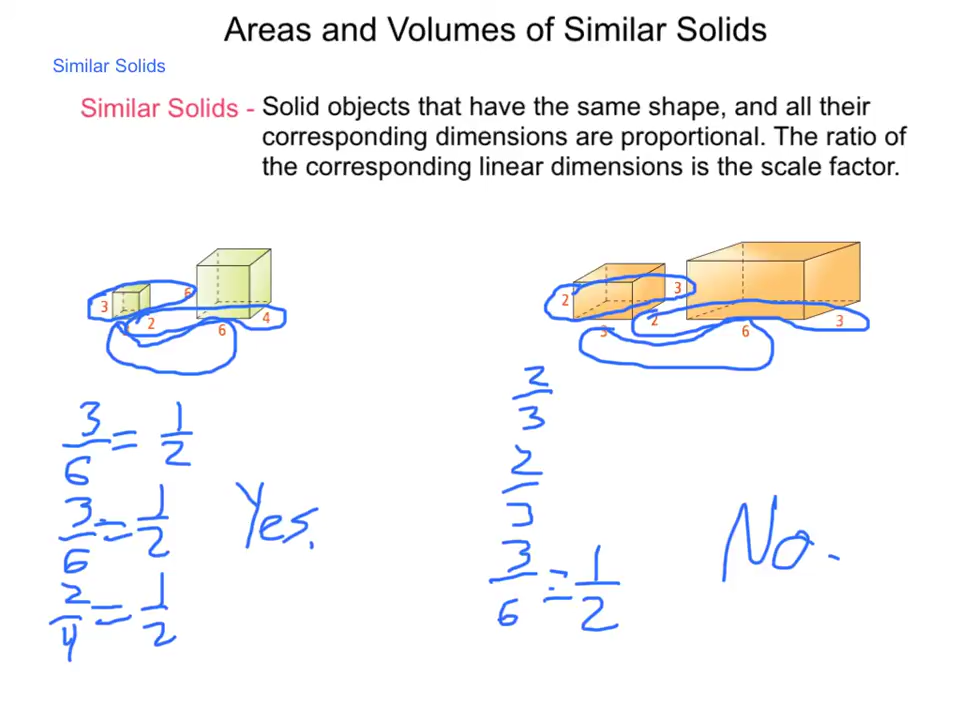 Areas and Volumes of Similar Solids
Similar Solids
Similar Solids - Solid objects that have the same shape, and all their
corresponding dimensions are proportional. The ratio of
the corresponding linear dimensions is the scale factor.
3 2 6 6 4
2 3 2 3 6 3
3/6 = 1/2
3/6 = 1/2
2/4 = 1/2
Yes.
2/3
2/3
3/6 = 1/2
No.